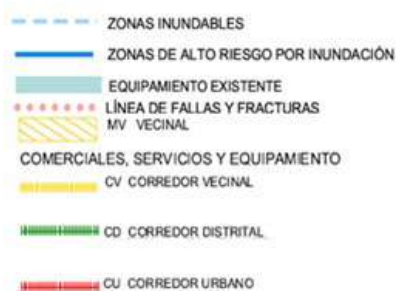 ZONAS INUNDABLES
ZONAS DE ALTO RIESGO POR INUNDACIÓN
EQUIPAMIENTO EXISTENTE
LÍNEA DE FALLAS Y FRACTURAS
MV VECINAL
COMERCIALES, SERVICIOS Y EQUIPAMIENTO
CV CORREDOR VECINAL
CD CORREDOR DISTRITAL
CU CORREDOR URBANO